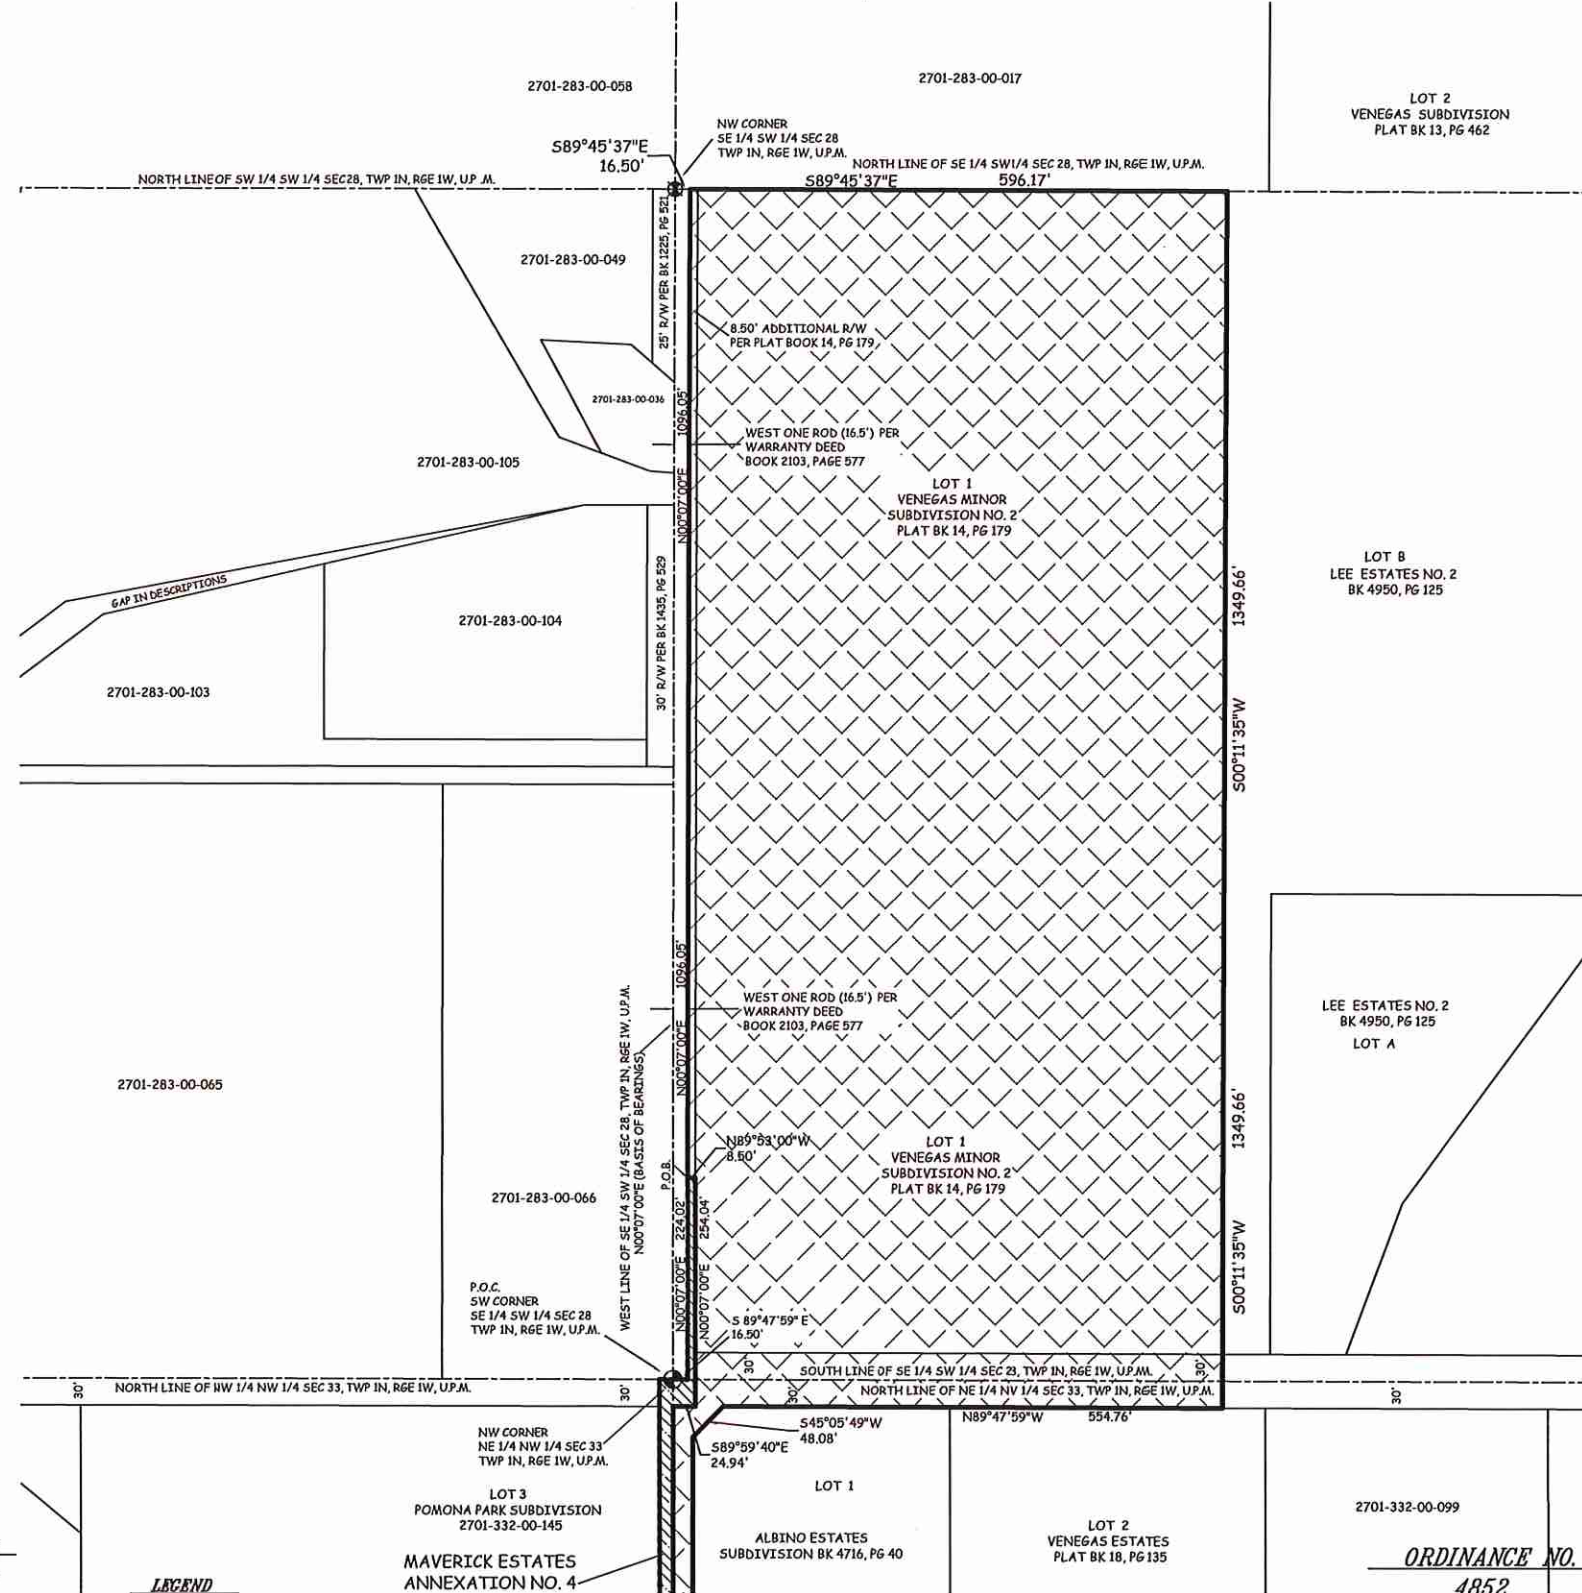 2701-283-00-058
2701-283-00-017
LOT 2
VENEGAS SUBDIVISION
PLAT BK 13, PG 462
NW CORNER
SE 1/4 SW 1/4 SEC 28
TWP 1N, RGE 1W, U.P.M.
S89°45'37"E
16.50'
NORTH LINE OF SW 1/4 SW 1/4 SEC28, TWP 1N, RGE 1W, U.P .M.
NORTH LINE OF SE 1/4 SW1/4 SEC 28, TWP 1N, RGE 1W, U.P.M.
S89°45'37"E 596.17'
2701-283-00-049
25' R/W PER BK 1225, PG 521
8.50' ADDITIONAL R/W
PER PLAT BOOK 14, PG 179
2701-283-00-036
N00°07'00"E 1096.05'
WEST ONE ROD (16.5') PER
WARRANTY DEED
BOOK 2103, PAGE 577
2701-283-00-105
LOT 1
VENEGAS MINOR
SUBDIVISION NO. 2
PLAT BK 14, PG 179
LOT B
LEE ESTATES NO. 2
BK 4950, PG 125
GAP IN DESCRIPTIONS
2701-283-00-104
30' R/W PER BK 1435, PG 529
S00°11'35"W 1349.66'
2701-283-00-103
N00°07'00"E 1096.05'
WEST ONE ROD (16.5') PER
WARRANTY DEED
BOOK 2103, PAGE 577
LEE ESTATES NO. 2
BK 4950, PG 125
LOT A
2701-283-00-065
WEST LINE OF SE 1/4 SW 1/4 SEC 28, TWP 1N, RGE 1W, U.P.M.
N00°07'00"E (BASIS OF BEARINGS)
N89°53'00"W
8.50'
P.O.B.
LOT 1
VENEGAS MINOR
SUBDIVISION NO. 2
PLAT BK 14, PG 179
S00°11'35"W 1349.66'
2701-283-00-066
N00°07'00"E 224.02'
N00°07'00"E 254.04'
P.O.C.
SW CORNER
SE 1/4 SW 1/4 SEC 28
TWP 1N, RGE 1W, U.P.M.
S 89°47'59" E
16.50'
30'
SOUTH LINE OF SE 1/4 SW 1/4 SEC 23, TWP 1N, RGE 1W, U.P.M.
30'
30'
NORTH LINE OF NW 1/4 NW 1/4 SEC 33, TWP 1N, RGE 1W, U.P.M.
30'
30'
NORTH LINE OF NE 1/4 NV 1/4 SEC 33, TWP 1N, RGE 1W, U.P.M.
30'
N89°47'59"W 554.76'
S45°05'49"W
48.08'
S89°59'40"E
24.94'
NW CORNER
NE 1/4 NW 1/4 SEC 33
TWP 1N, RGE 1W, U.P.M.
LOT 3
POMONA PARK SUBDIVISION
2701-332-00-145
LOT 1
ALBINO ESTATES
SUBDIVISION BK 4716, PG 40
LOT 2
VENEGAS ESTATES
PLAT BK 18, PG 135
2701-332-00-099
MAVERICK ESTATES
ANNEXATION NO. 4
LEGEND
ORDINANCE NO.
4852